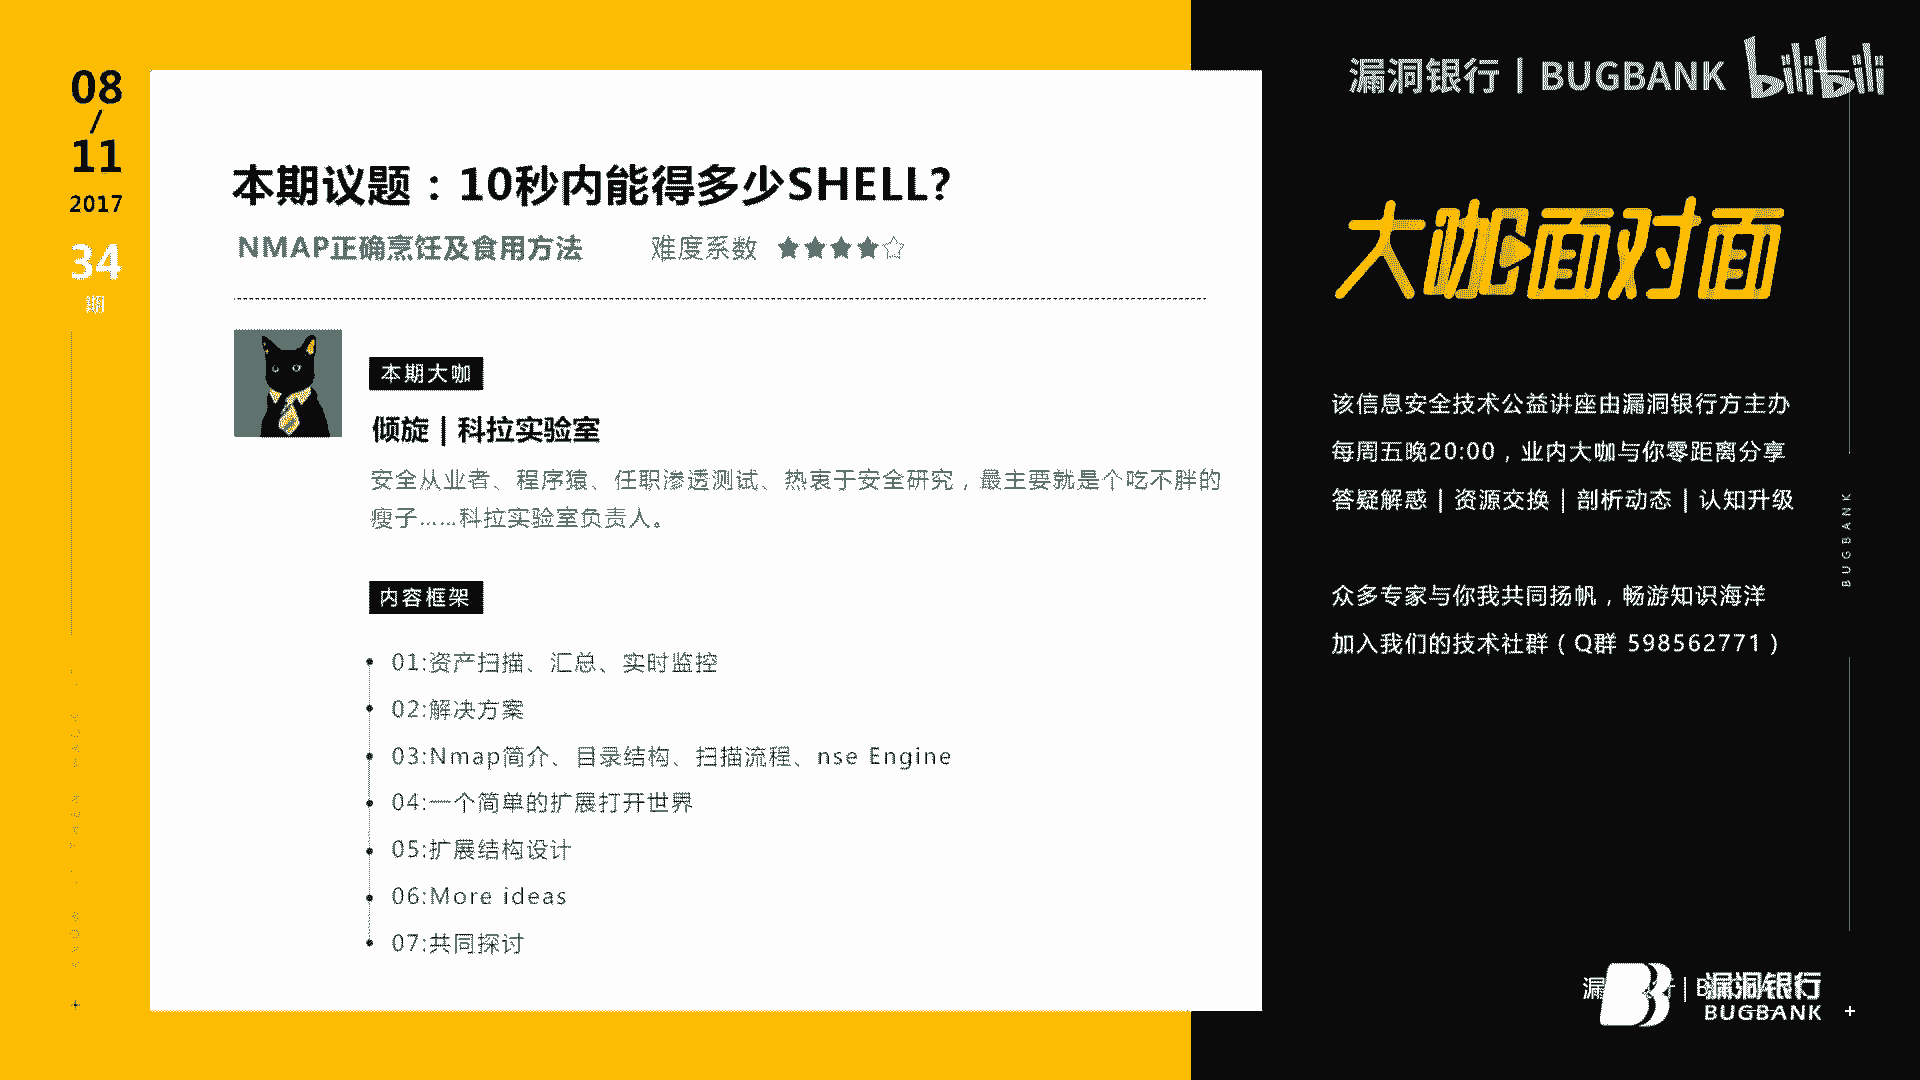 08
/
11
2017
34
期
本期议题：10秒内能得多少SHELL？
NMAP正确烹饪及食用方法 难度系数 ★★★★☆
本期大咖
倾旋 | 科拉实验室
安全从业者、程序猿、任职渗透测试、热衷于安全研究，最主要就是个吃不胖的
瘦子……科拉实验室负责人。
内容框架
01:资产扫描、汇总、实时监控
02:解决方案
03:Nmap简介、目录结构、扫描流程、nse Engine
04:一个简单的扩展打开世界
05:扩展结构设计
06:More ideas
07:共同探讨
漏洞银行 | BUGBANK bilibili
大咖面对面
该信息安全技术公益讲座由漏洞银行方主办
每周五晚20:00，业内大咖与你零距离分享
答疑解惑 | 资源交换 | 剖析动态 | 认知升级
众多专家与你我共同扬帆，畅游知识海洋
加入我们的技术社群（Q群 598562771）
BUGBANK
漏洞银行
BUGBANK